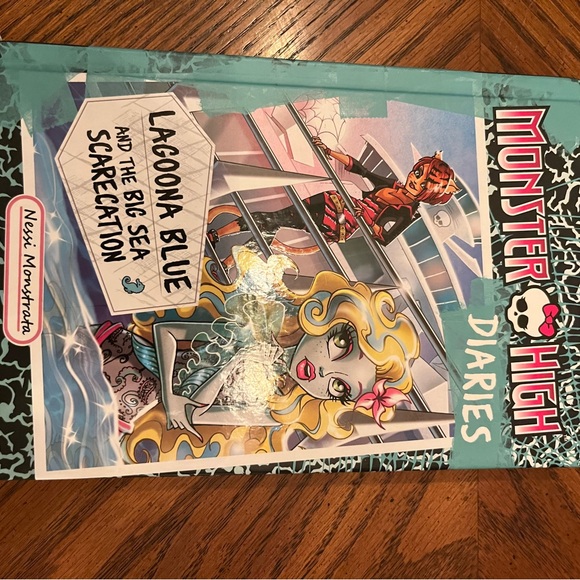 MONSTER HIGH
DIARIES
LAGOONA BLUE
AND THE BIG SEA
SCARECATION
Nessi Monstrata